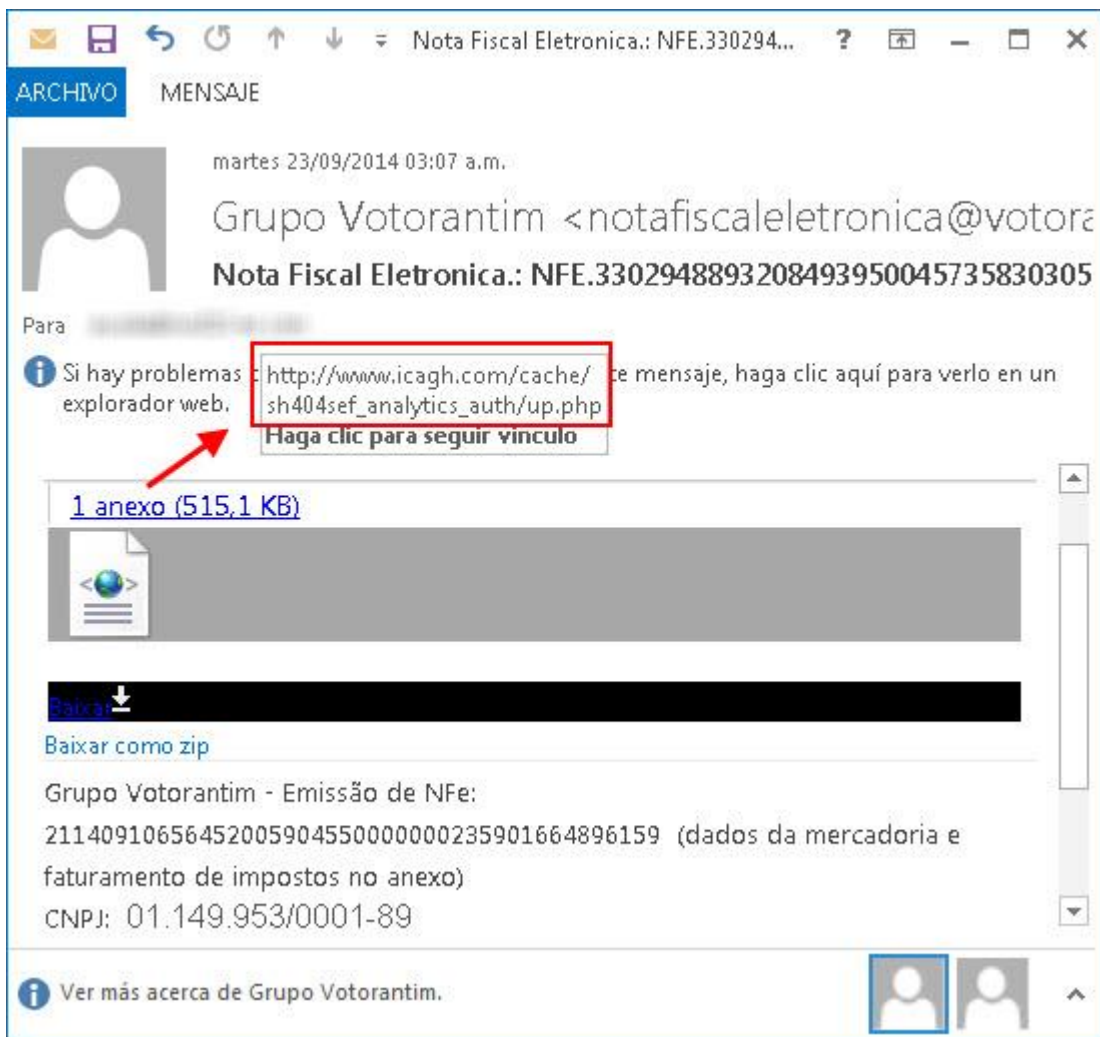 Nota Fiscal Eletronica.: NFE.330294...
ARCHIVO MENSAJE
martes 23/09/2014 03:07 a.m.
Grupo Votorantim <notafiscaleletronica@votora
Nota Fiscal Eletronica.: NFE.3302948893208493950045735830305
Para
Si hay problemas
http://www.icagh.com/cache/
te mensaje, haga clic aquí para verlo en un
explorador web.
sh404sef_analytics_auth/up.php
Haga clic para seguir vínculo
1 anexo (515,1 KB)
Baixar
Baixar como zip
Grupo Votorantim - Emissão de NFe:
21140910656452005904550000000235901664896159 (dados da mercadoria e
faturamento de impostos no anexo)
CNPJ: 01.149.953/0001-89
Ver más acerca de Grupo Votorantim.